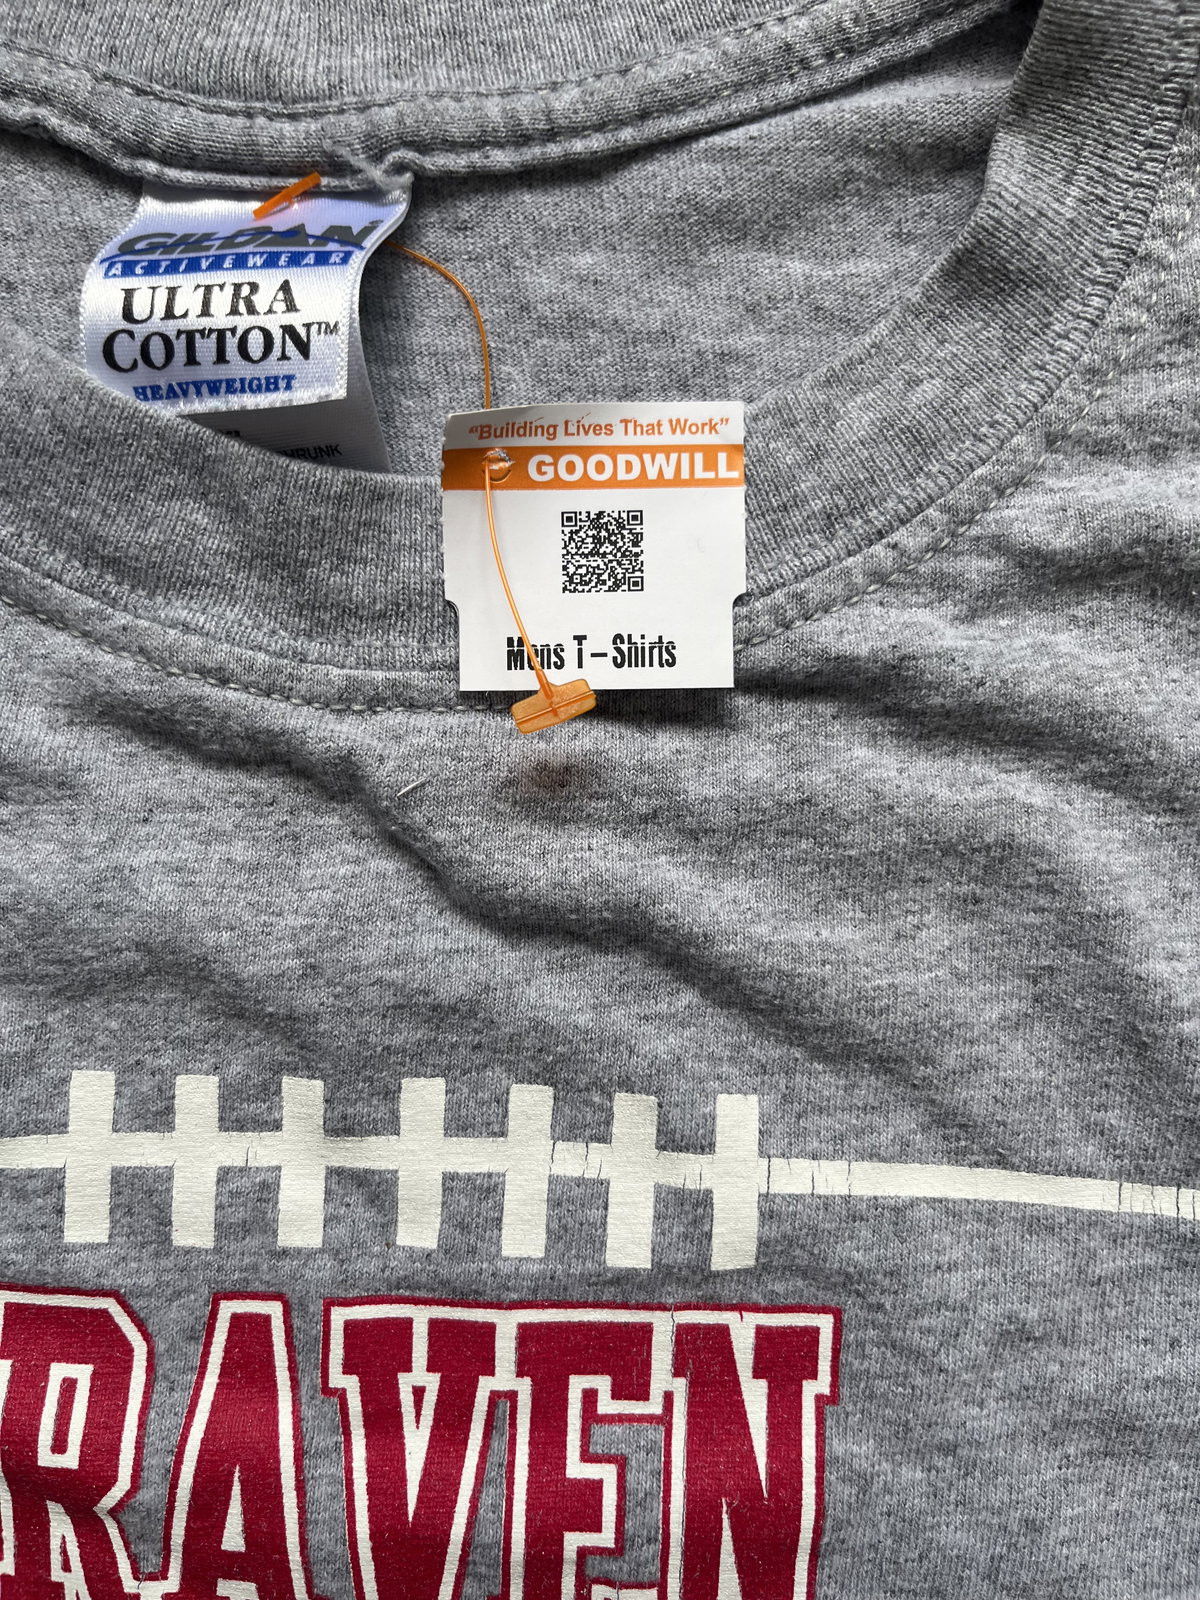 GILDAN
ACTIVEWEAR
ULTRA
COTTON™
HEAVYWEIGHT
"Building Lives That Work"
GOODWILL
Mens T-Shirts
RAVEN